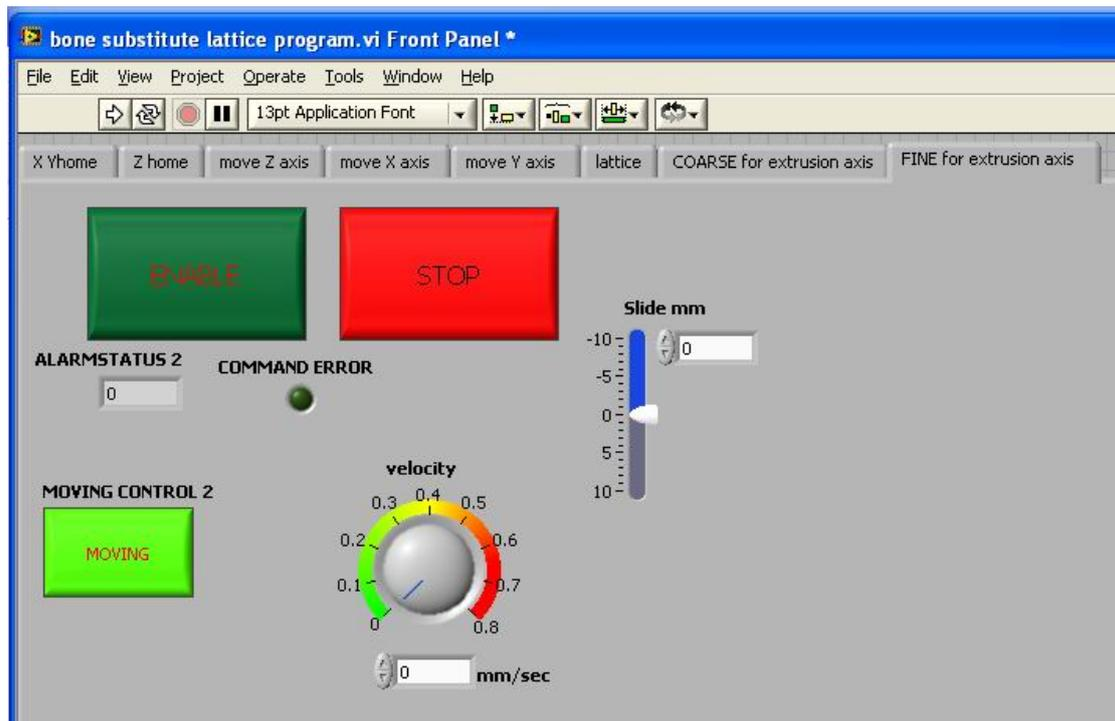 bone substitute lattice program.vi Front Panel *
File Edit View Project Operate Tools Window Help
13pt Application Font
X Yhome Z home move Z axis move X axis move Y axis lattice COARSE for extrusion axis FINE for extrusion axis
ENABLE STOP
Slide mm
0
-10
-5
0
5
10
ALARMSTATUS 2
0
COMMAND ERROR
MOVING CONTROL 2
MOVING
velocity
0 0.1 0.2 0.3 0.4 0.5 0.6 0.7 0.8
0 mm/sec